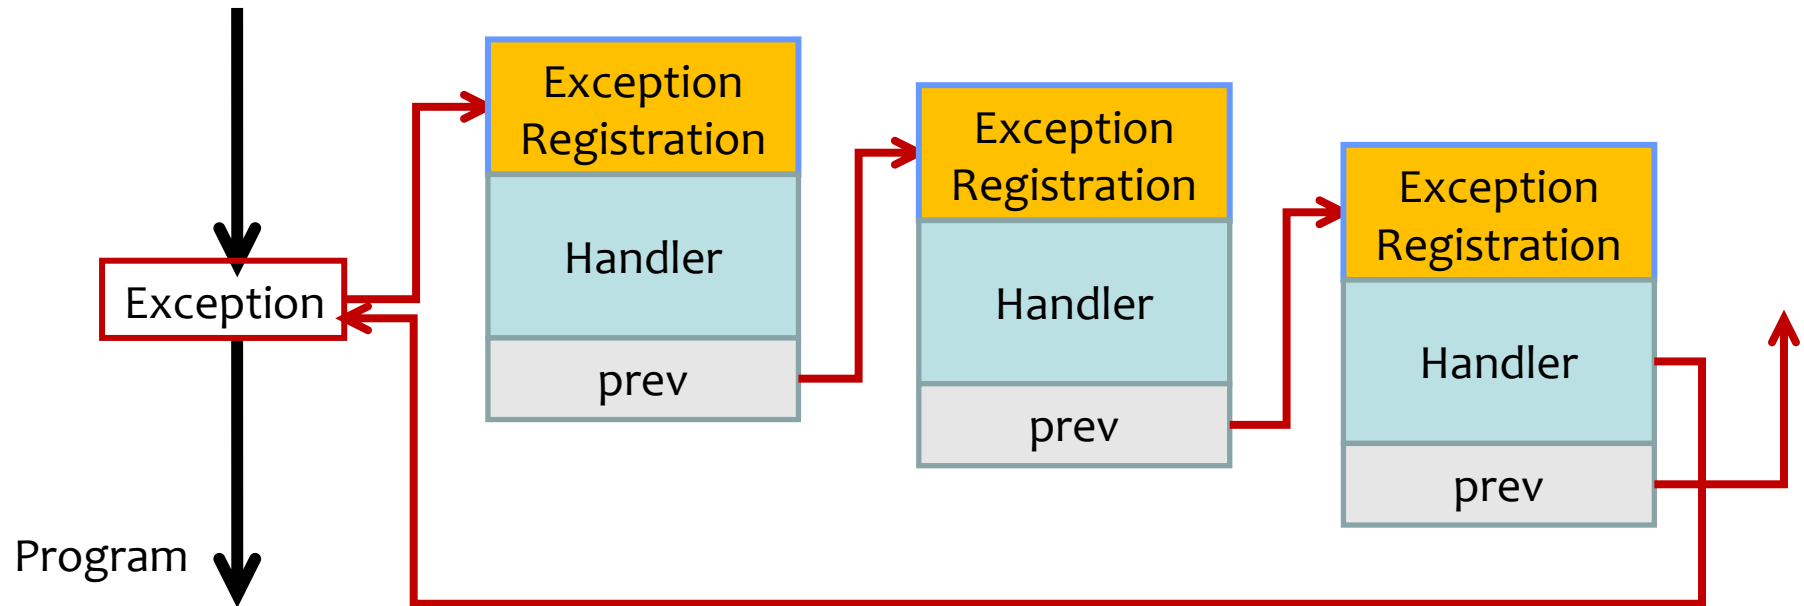 Exception
Registration
Handler
prev
Exception
Registration
Handler
prev
Exception
Registration
Handler
prev
Exception
Program